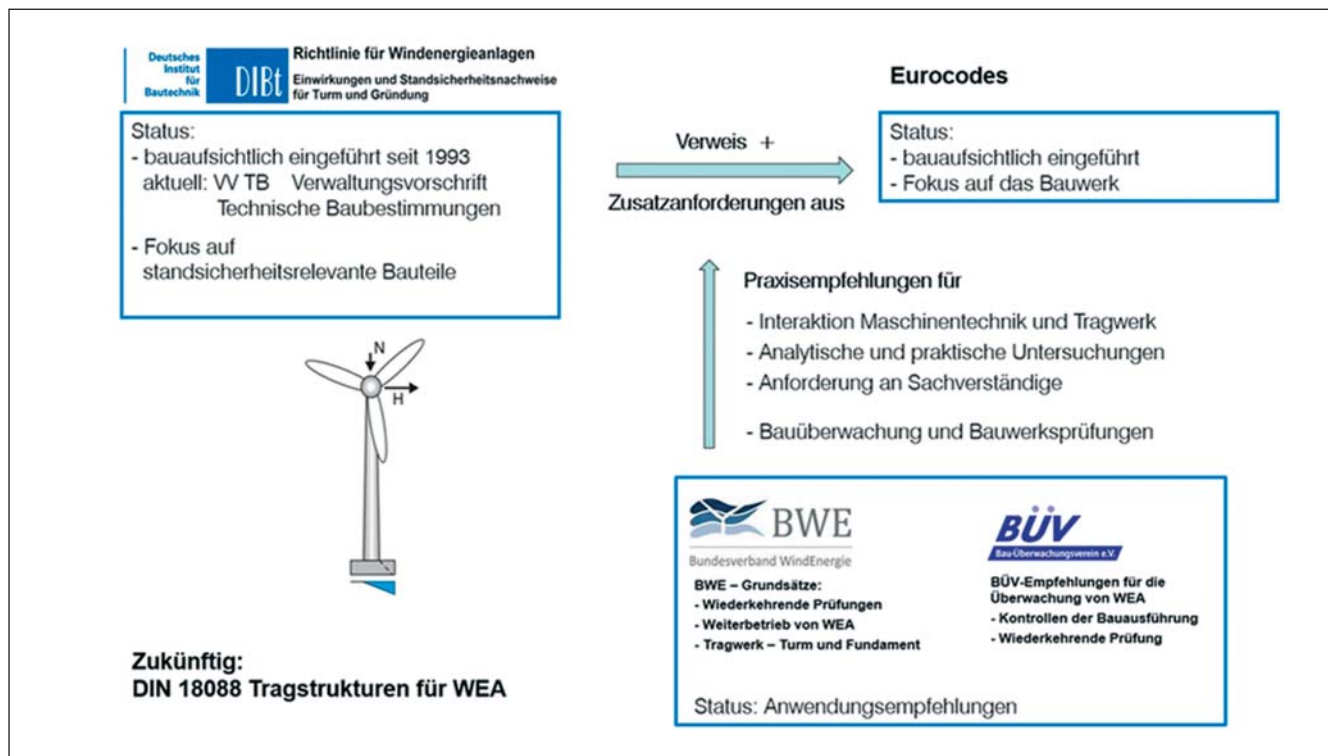 Deutsches
Institut
für
Bautechnik
DIBt
Richtlinie für Windenergieanlagen
Einwirkungen und Standsicherheitsnachweise
für Turm und Gründung
Status:
- bauaufsichtlich eingeführt seit 1993
aktuell: VV TB Verwaltungsvorschrift
Technische Baubestimmungen
- Fokus auf
standsicherheitsrelevante Bauteile
Verweis +
Zusatzanforderungen aus
Eurocodes
Status:
- bauaufsichtlich eingeführt
- Fokus auf das Bauwerk
Praxisempfehlungen für
- Interaktion Maschinentechnik und Tragwerk
- Analytische und praktische Untersuchungen
- Anforderung an Sachverständige
- Bauüberwachung und Bauwerksprüfungen
N
H
BWE
Bundesverband WindEnergie
BWE – Grundsätze:
- Wiederkehrende Prüfungen
- Weiterbetrieb von WEA
- Tragwerk – Turm und Fundament
BÜV
Bau-Überwachungsverein e.V.
BÜV-Empfehlungen für die
Überwachung von WEA
- Kontrollen der Bauausführung
- Wiederkehrende Prüfung
Status: Anwendungsempfehlungen
Zukünftig:
DIN 18088 Tragstrukturen für WEA